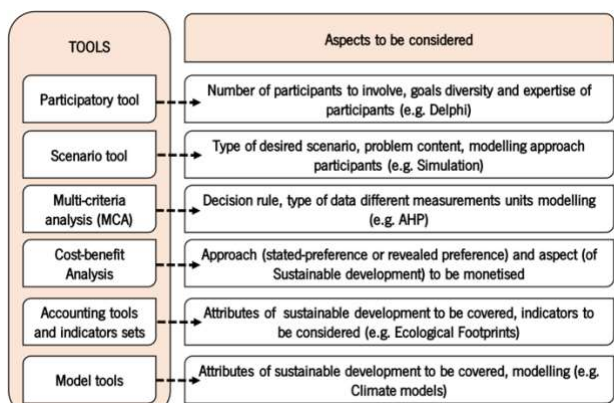 TOOLS
Aspects to be considered
Participatory tool
Number of participants to involve, goals diversity and expertise of
participants (e.g. Delphi)
Scenario tool
Type of desired scenario, problem content, modelling approach
participants (e.g. Simulation)
Multi-criteria
analysis (MCA)
Decision rule, type of data different measurements units modelling
(e.g. AHP)
Cost-benefit
Analysis
Approach (stated-preference or revealed preference) and aspect (of
Sustainable development) to be monetised
Accounting tools
and indicators sets
Attributes of sustainable development to be covered, indicators to
be considered (e.g. Ecological Footprints)
Model tools
Attributes of sustainable development to be covered, modelling (e.g.
Climate models)